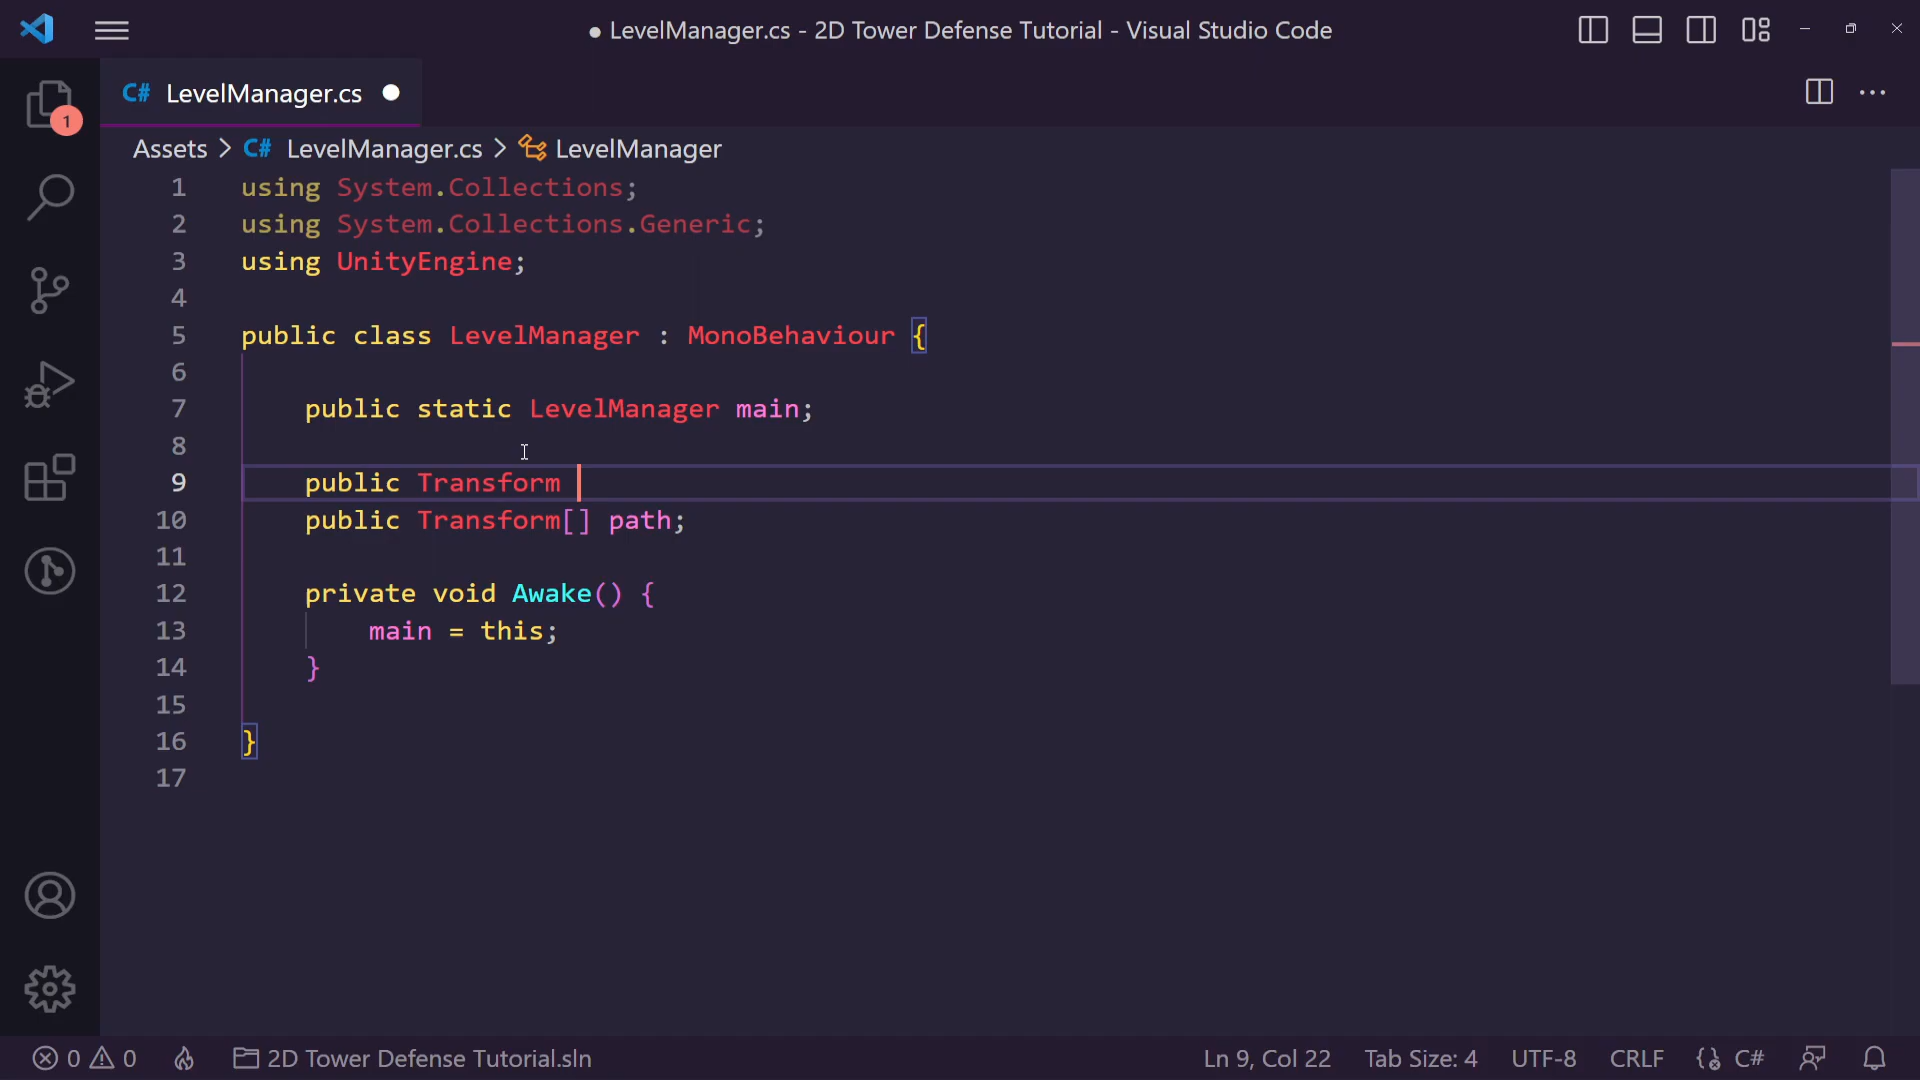 ● LevelManager.cs - 2D Tower Defense Tutorial - Visual Studio Code
C# LevelManager.cs ●
1
Assets > C# LevelManager.cs > LevelManager
1 using System.Collections;
2 using System.Collections.Generic;
3 using UnityEngine;
4
5 public class LevelManager : MonoBehaviour {
6
7 public static LevelManager main;
8
9 public Transform
10 public Transform[] path;
11
12 private void Awake() {
13 main = this;
14 }
15
16 }
17
0 0 2D Tower Defense Tutorial.sln Ln 9, Col 22 Tab Size: 4 UTF-8 CRLF C#